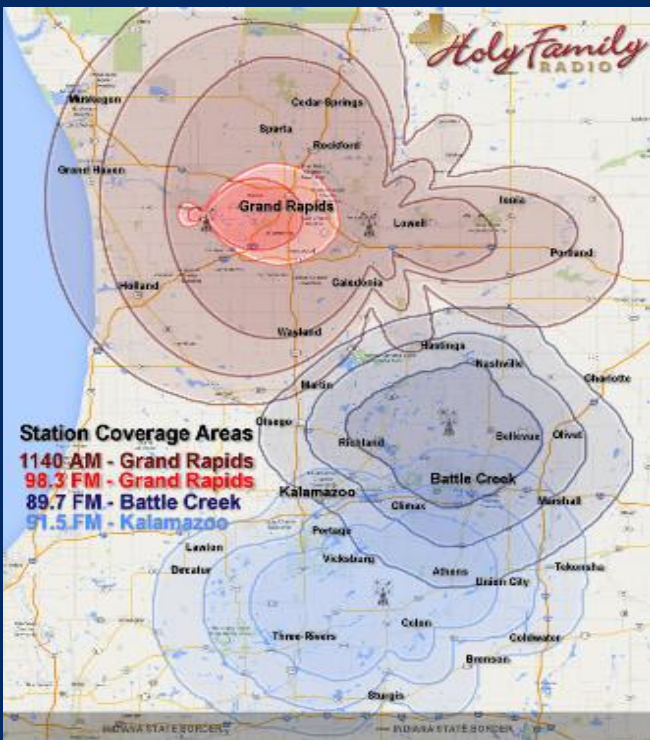 Holy Family
RADIO
Muskegon
Cedar Springs
Sparta
Rockford
Grand Haven
Grand Rapids
Ionia
Lowell
Portland
Holland
Caledonia
Wayland
Hastings
Nashville
Martin
Charlotte
Otsego
Richland
Bellevue
Olivet
Station Coverage Areas
1140 AM - Grand Rapids
98.3 FM - Grand Rapids
89.7 FM - Battle Creek
91.5 FM - Kalamazoo
Battle Creek
Kalamazoo
Climax
Marshall
Portage
Lawton
Vicksburg
Decatur
Athens
Union City
Tekonsha
Colon
Three-Rivers
Coldwater
Bronson
Sturgis
INDIANA STATE BORDER
INDIANA STATE BORDER